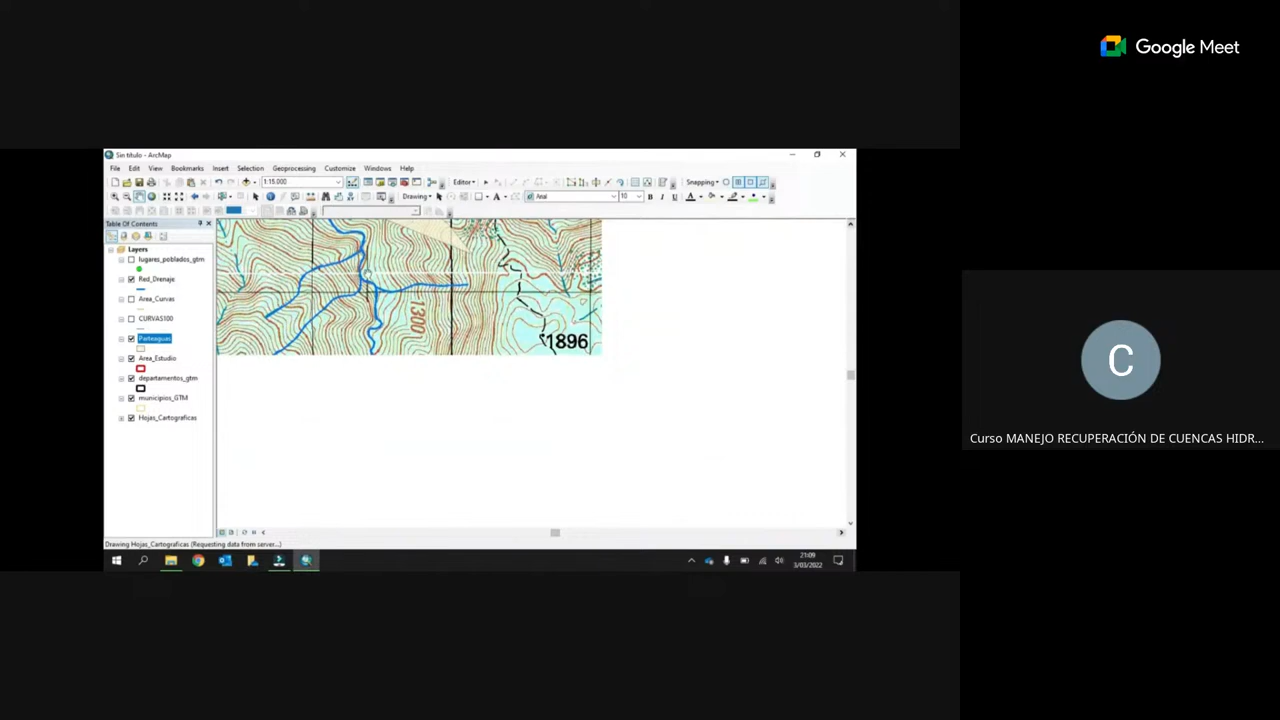 Google Meet
Sin título - ArcMap
File Edit View Bookmarks Insert Selection Geoprocessing Customize Windows Help
1:15.000
Editor
Snapping
Drawing
Arial
10
B I U
Table Of Contents
Layers
lugares_poblados_gtm
Red_Drenaje
Area_Curvas
CURVAS100
Parteaguas
Area_Estudio
departamentos_gtm
municipios_GTM
Hojas_Cartograficas
1300
1896
Curso MANEJO RECUPERACIÓN DE CUENCAS HIDR...
Drawing Hojas_Cartograficas (Requesting data from server...)
21:09
3/03/2022
C